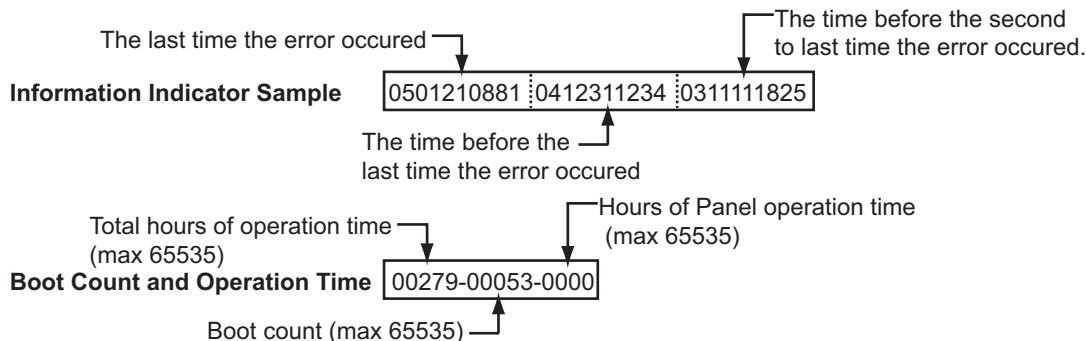 The last time the error occured
The time before the second
to last time the error occured.
Information Indicator Sample
0501210881 0412311234 0311111825
The time before the
last time the error occured
Total hours of operation time
(max 65535)
Hours of Panel operation time
(max 65535)
Boot Count and Operation Time
00279-00053-0000
Boot count (max 65535)